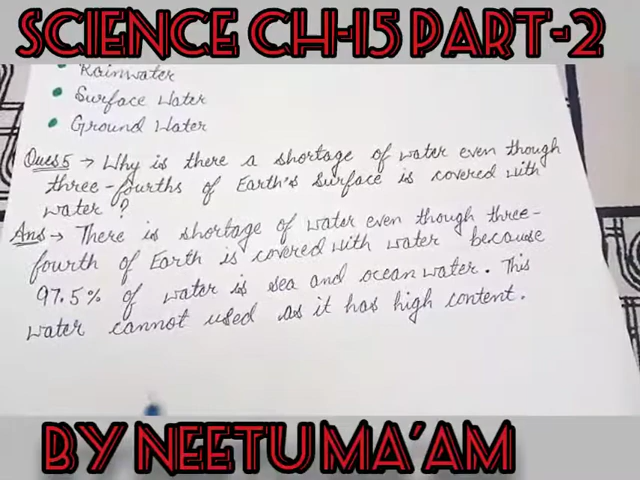 SCIENCE CH-15 PART-2
Rainwater
Surface Water
Ground Water
Ques 5 → Why is there a shortage of water even though
three-fourths of Earth's Surface is covered with
water?
Ans → There is shortage of water even though three-
fourth of Earth is covered with water because
97.5% of water is sea and ocean water. This
water cannot used as it has high content.
BY NEETU MA'AM